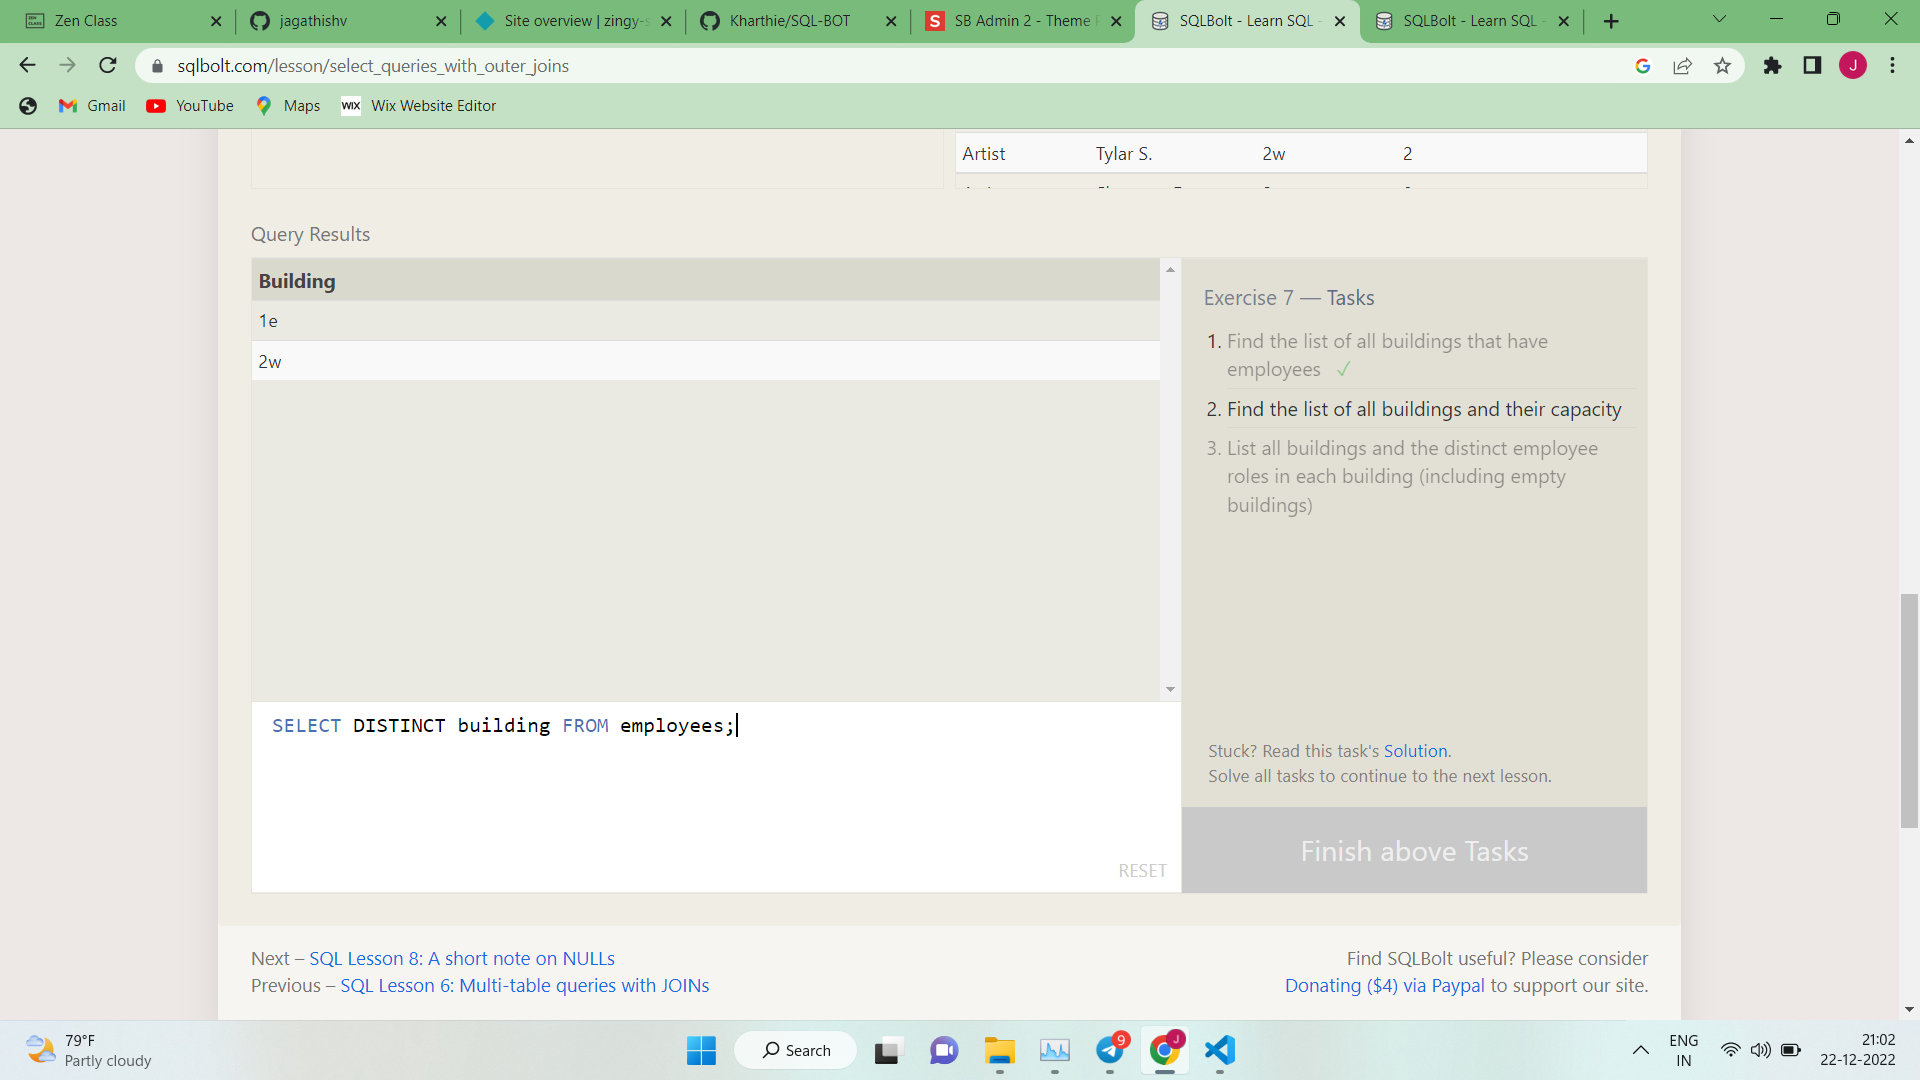 Zen Class
jagathishv
Site overview | zingy-s
Kharthie/SQL-BOT
SB Admin 2 - Theme
SQLBolt - Learn SQL -
SQLBolt - Learn SQL -
sqlbolt.com/lesson/select_queries_with_outer_joins
J
Gmail
YouTube
Maps
WIX Wix Website Editor
Artist Tylar S. 2w 2
Query Results
Building
1e
2w
Exercise 7 — Tasks
1. Find the list of all buildings that have
employees ✓
2. Find the list of all buildings and their capacity
3. List all buildings and the distinct employee
roles in each building (including empty
buildings)
SELECT DISTINCT building FROM employees;
RESET
Stuck? Read this task's Solution.
Solve all tasks to continue to the next lesson.
Finish above Tasks
Next – SQL Lesson 8: A short note on NULLs
Previous – SQL Lesson 6: Multi-table queries with JOINs
Find SQLBolt useful? Please consider
Donating ($4) via Paypal to support our site.
79°F
Partly cloudy
Search
9
J
ENG
IN
21:02
22-12-2022